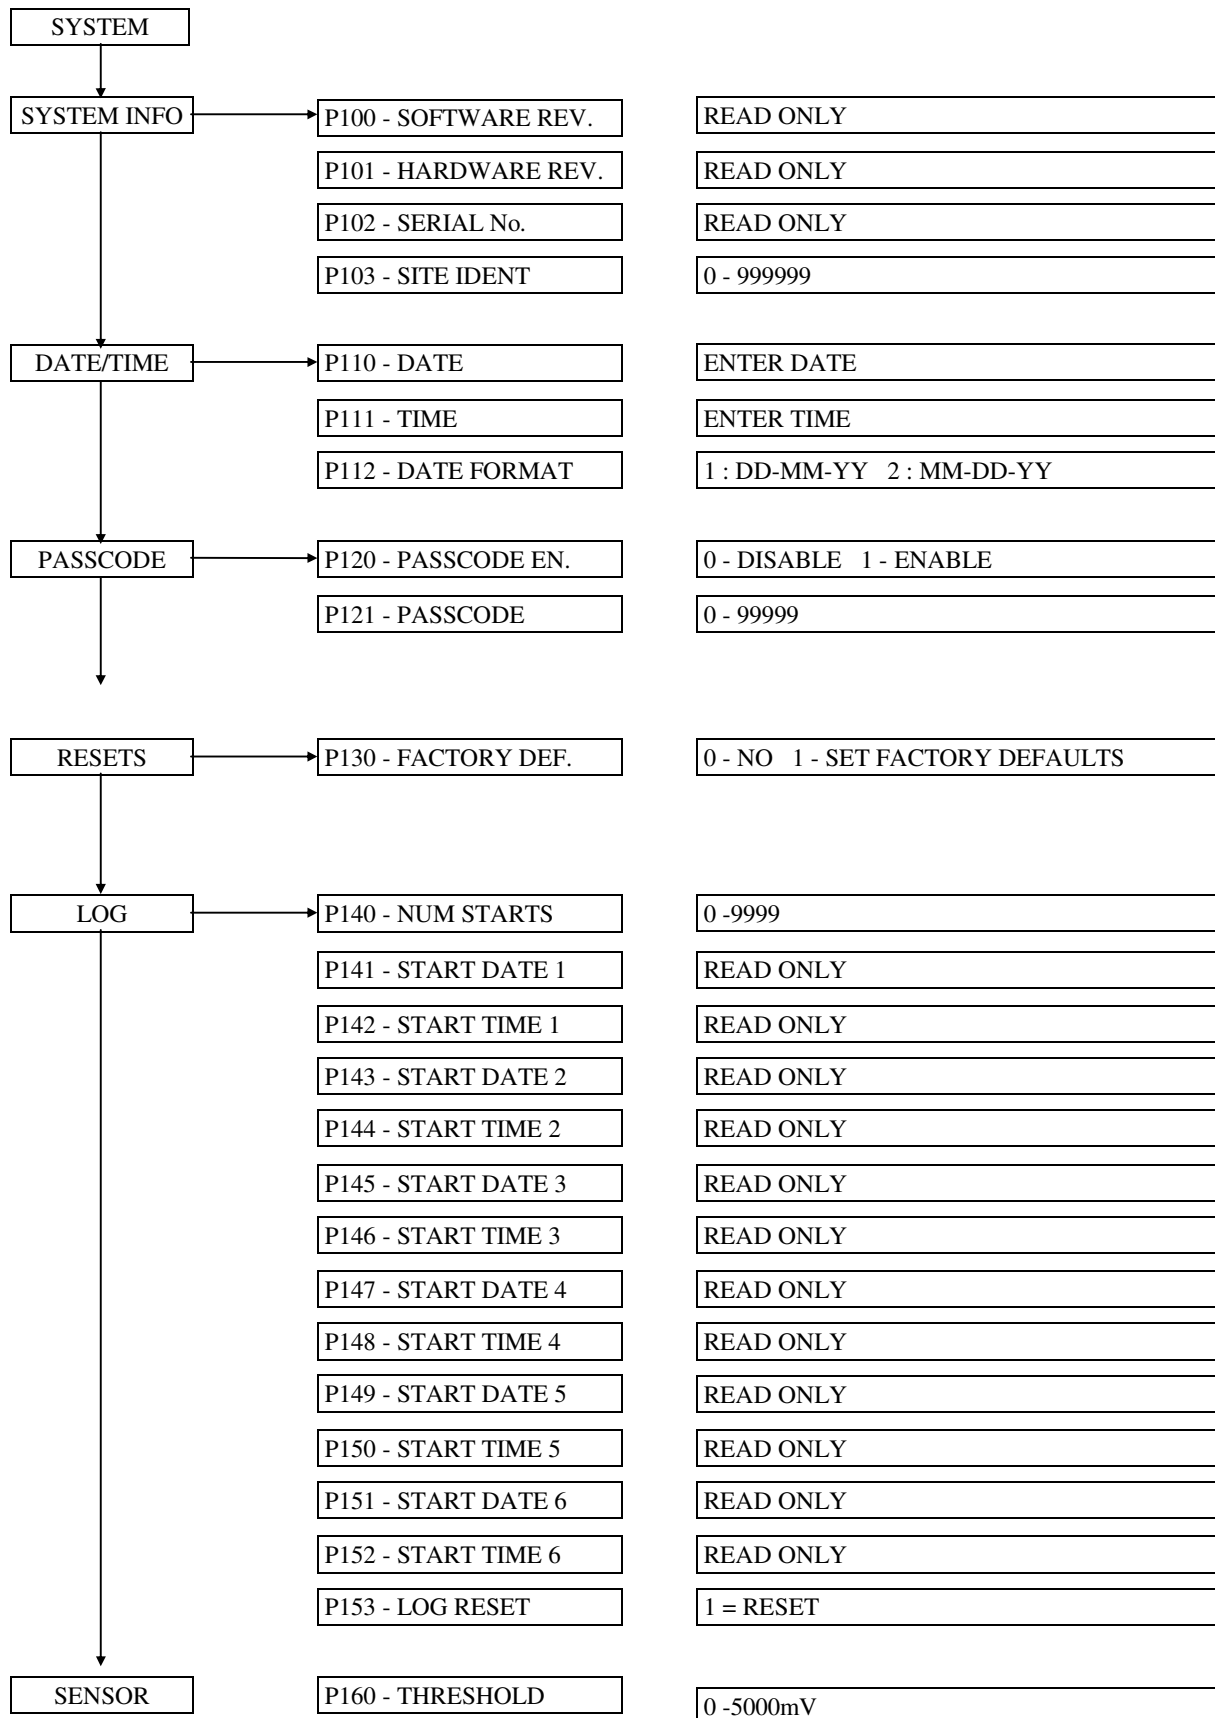 SYSTEM
SYSTEM INFO P100 - SOFTWARE REV. READ ONLY
P101 - HARDWARE REV. READ ONLY
P102 - SERIAL No. READ ONLY
P103 - SITE IDENT 0 - 999999
DATE/TIME P110 - DATE ENTER DATE
P111 - TIME ENTER TIME
P112 - DATE FORMAT 1 : DD-MM-YY 2 : MM-DD-YY
PASSCODE P120 - PASSCODE EN. 0 - DISABLE 1 - ENABLE
P121 - PASSCODE 0 - 99999
RESETS P130 - FACTORY DEF. 0 - NO 1 - SET FACTORY DEFAULTS
LOG P140 - NUM STARTS 0 -9999
P141 - START DATE 1 READ ONLY
P142 - START TIME 1 READ ONLY
P143 - START DATE 2 READ ONLY
P144 - START TIME 2 READ ONLY
P145 - START DATE 3 READ ONLY
P146 - START TIME 3 READ ONLY
P147 - START DATE 4 READ ONLY
P148 - START TIME 4 READ ONLY
P149 - START DATE 5 READ ONLY
P150 - START TIME 5 READ ONLY
P151 - START DATE 6 READ ONLY
P152 - START TIME 6 READ ONLY
P153 - LOG RESET 1 = RESET
SENSOR P160 - THRESHOLD 0 -5000mV